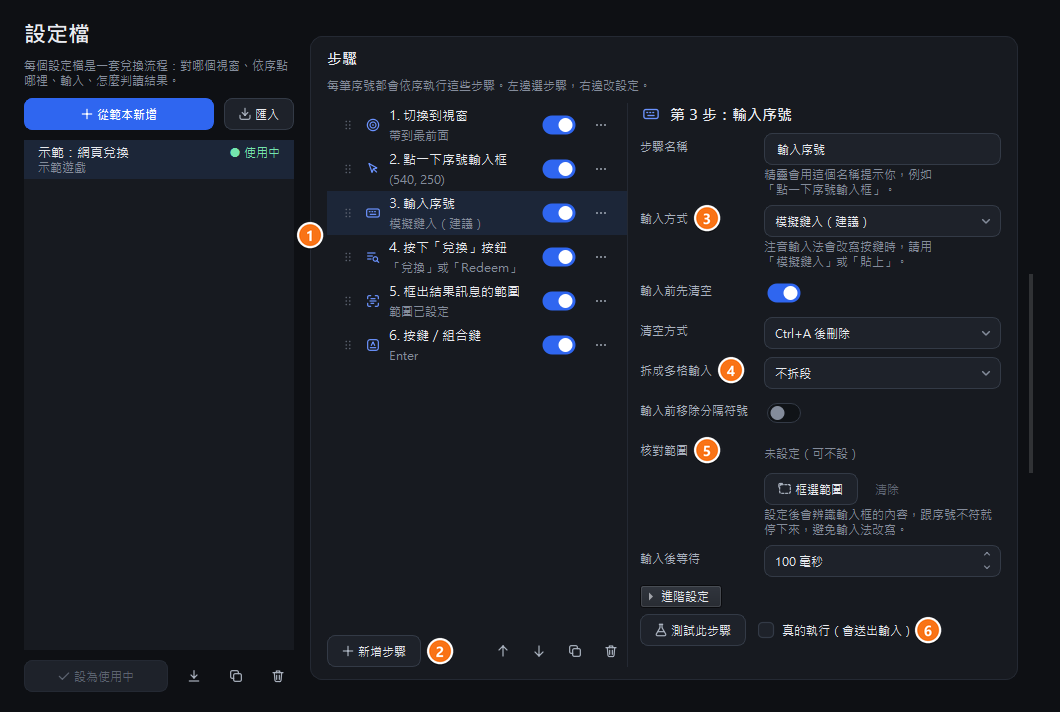 設定檔
每個設定檔是一套兌換流程：對哪個視窗、依序點
哪裡、輸入、怎麼判讀結果。
從範本新增
匯入
示範：網頁兌換
使用中
示範遊戲
設為使用中
步驟
每筆序號都會依序執行這些步驟。左邊選步驟，右邊改設定。
1. 切換到視窗
帶到最前面
2. 點一下序號輸入框
(540, 250)
1
3. 輸入序號
模擬鍵入（建議）
4. 按下「兌換」按鈕
「兌換」或「Redeem」
5. 框出結果訊息的範圍
範圍已設定
6. 按鍵 / 組合鍵
Enter
新增步驟
2
第 3 步：輸入序號
步驟名稱
輸入序號
精靈會用這個名稱提示你，例如
「點一下序號輸入框」。
輸入方式
3
模擬鍵入（建議）
注音輸入法會改寫按鍵時，請用
「模擬鍵入」或「貼上」。
輸入前先清空
清空方式
Ctrl+A 後刪除
拆成多格輸入
4
不拆段
輸入前移除分隔符號
核對範圍
5
未設定（可不設）
框選範圍
清除
設定後會辨識輸入框的內容，跟序號不符就
停下來，避免輸入法改寫。
輸入後等待
100 毫秒
進階設定
測試此步驟
真的執行（會送出輸入）
6